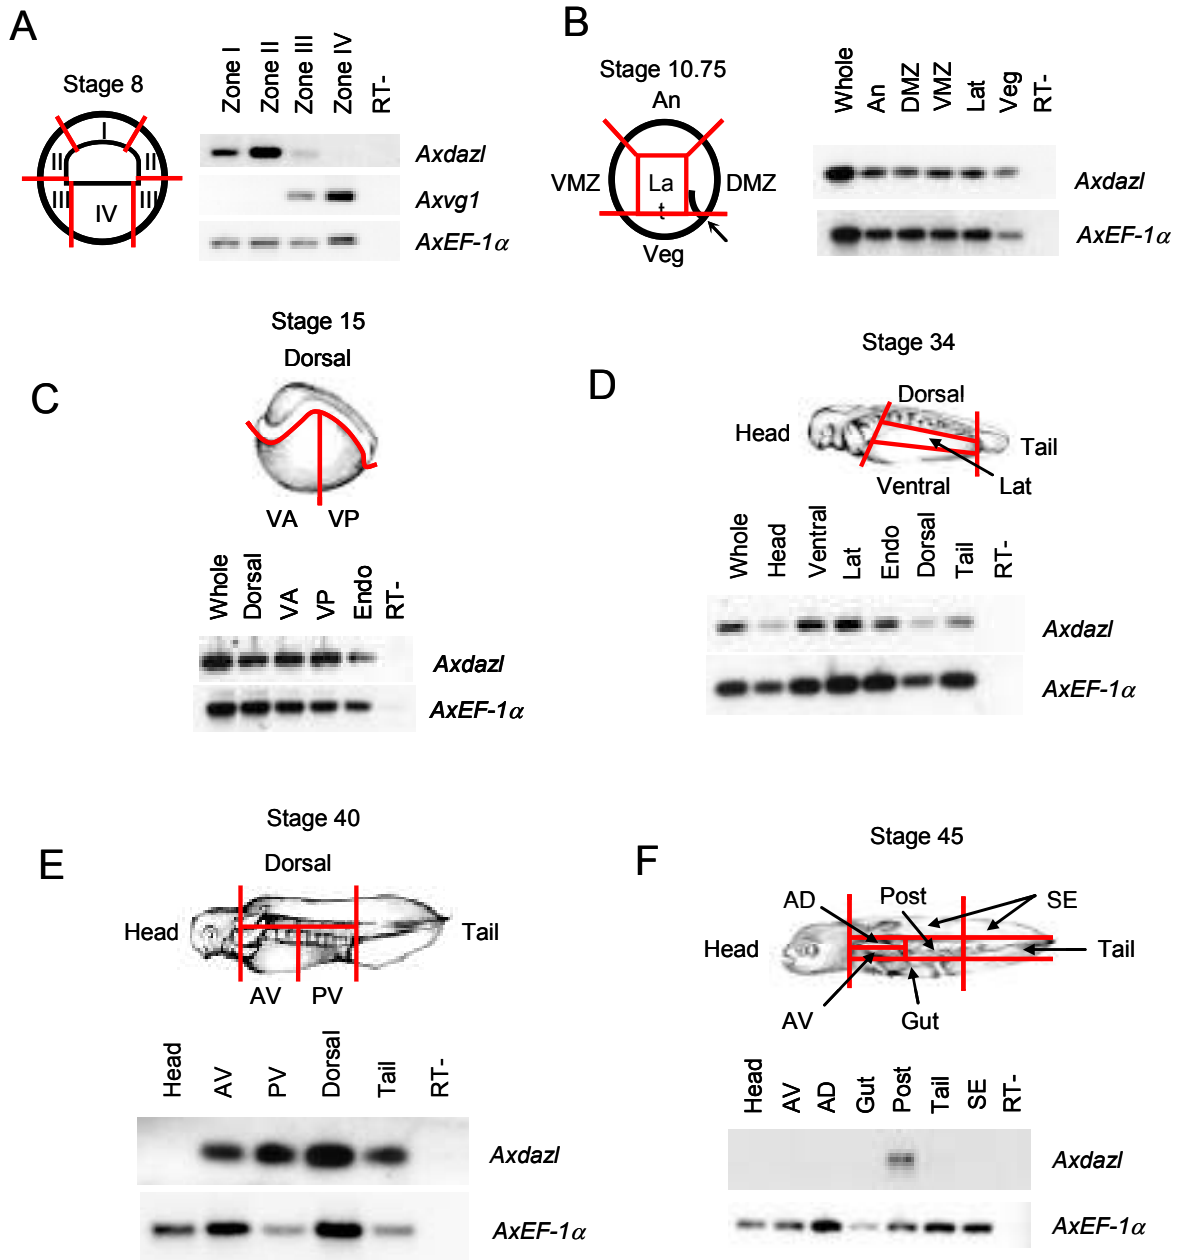 A
Stage 8
I
II
II
III
III
IV
Zone I
Zone II
Zone III
Zone IV
RT-
Axdazl
Axvg1
AxEF-1α
B
Stage 10.75
An
VMZ
La
t
DMZ
Veg
Whole
An
DMZ
VMZ
Lat
Veg
RT-
Axdazl
AxEF-1α
C
Stage 15
Dorsal
VA
VP
Whole
Dorsal
VA
VP
Endo
RT-
Axdazl
AxEF-1α
D
Stage 34
Dorsal
Head
Tail
Ventral
Lat
Whole
Head
Ventral
Lat
Endo
Dorsal
Tail
RT-
Axdazl
AxEF-1α
E
Stage 40
Dorsal
Head
Tail
AV
PV
Head
AV
PV
Dorsal
Tail
RT-
Axdazl
AxEF-1α
F
Stage 45
AD
Post
SE
Head
Tail
AV
Gut
Head
AV
AD
Gut
Post
Tail
SE
RT-
Axdazl
AxEF-1α